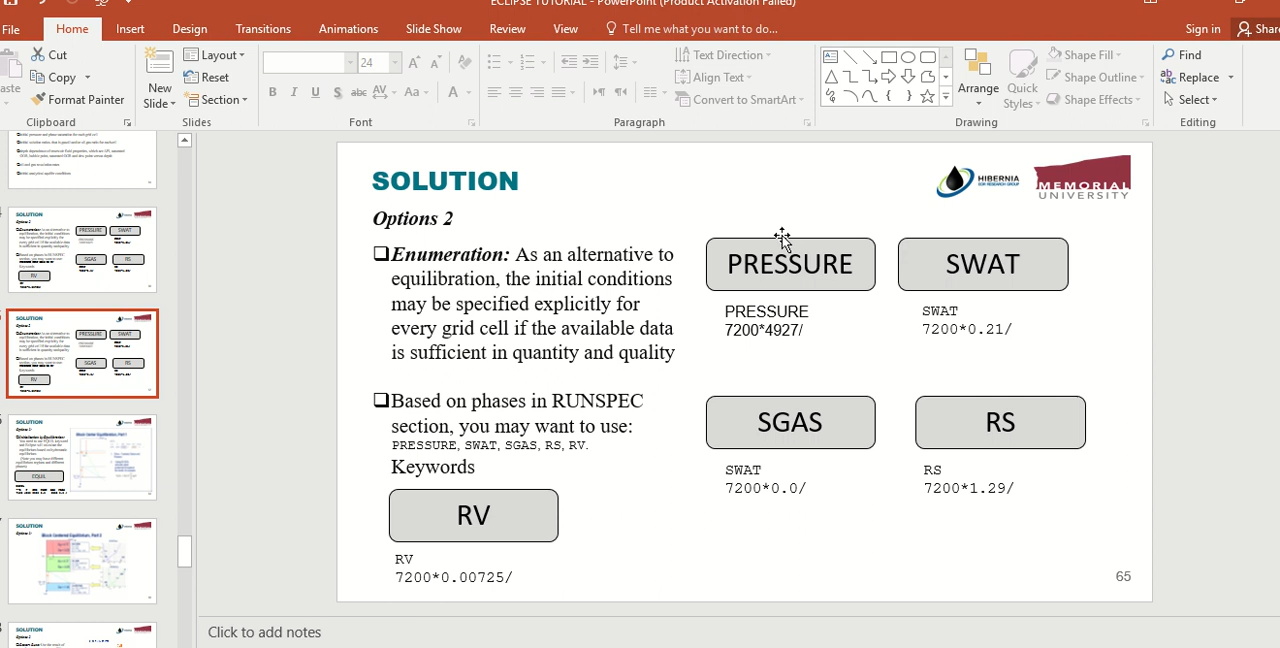 ECLIPSE TUTORIAL - PowerPoint (Product Activation Failed)
File Home Insert Design Transitions Animations Slide Show Review View Tell me what you want to do... Sign in Share
Cut
Copy
Format Painter
Clipboard
New
Slide
Layout
Reset
Section
Slides
24
B I U S abc AV Aa A
Font
Paragraph
Text Direction
Align Text
Convert to SmartArt
Arrange
Quick
Styles
Shape Fill
Shape Outline
Shape Effects
Drawing
Find
Replace
Select
Editing
SOLUTION
HIBERNIA
MEMORIAL
UNIVERSITY
Options 2
Enumeration: As an alternative to
equilibration, the initial conditions
may be specified explicitly for
every grid cell if the available data
is sufficient in quantity and quality
Based on phases in RUNSPEC
section, you may want to use:
PRESSURE, SWAT, SGAS, RS, RV.
Keywords
RV
RV
7200*0.00725/
PRESSURE
PRESSURE
7200*4927/
SWAT
SWAT
7200*0.21/
SGAS
SWAT
7200*0.0/
RS
RS
7200*1.29/
65
Click to add notes